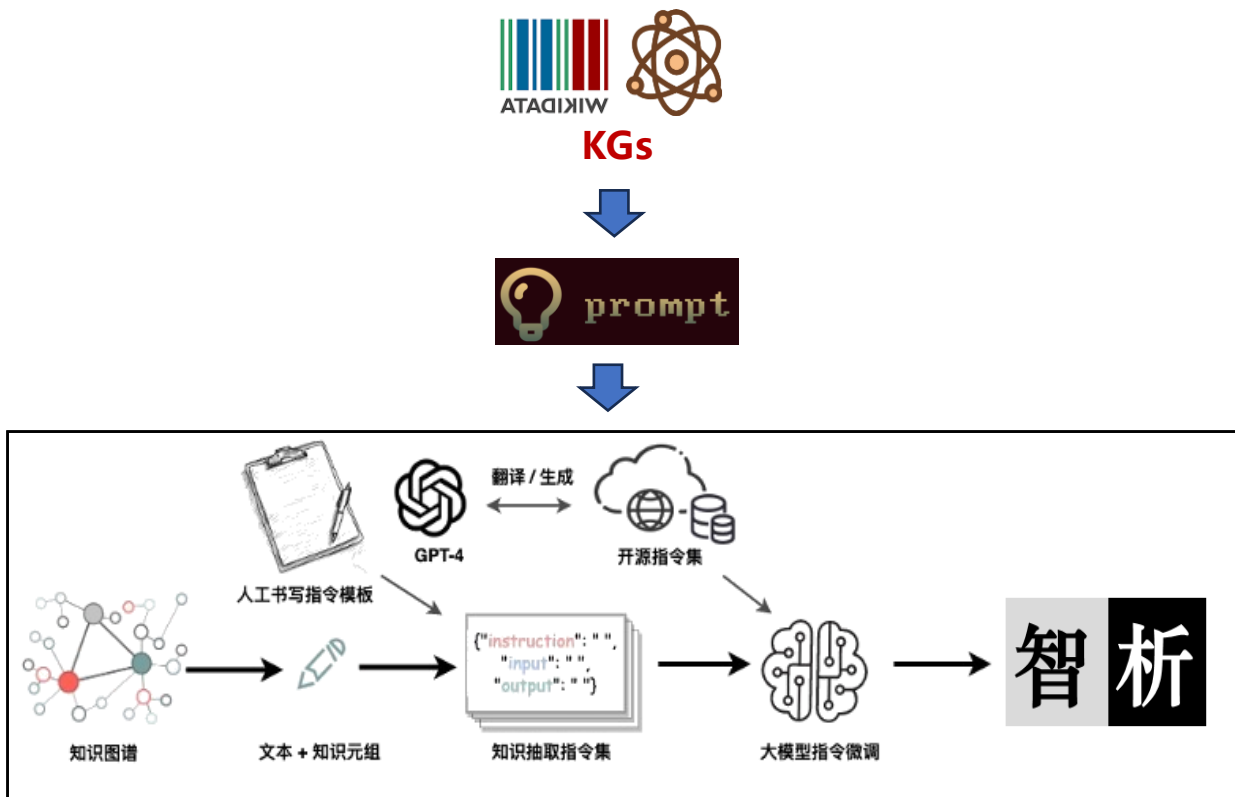 WIKIDATA
KGs
prompt
翻译 / 生成
GPT-4
开源指令集
人工书写指令模板
{"instruction": " ",
"input": " ",
"output": " "}
知识图谱
文本 + 知识元组
知识抽取指令集
大模型指令微调
智析